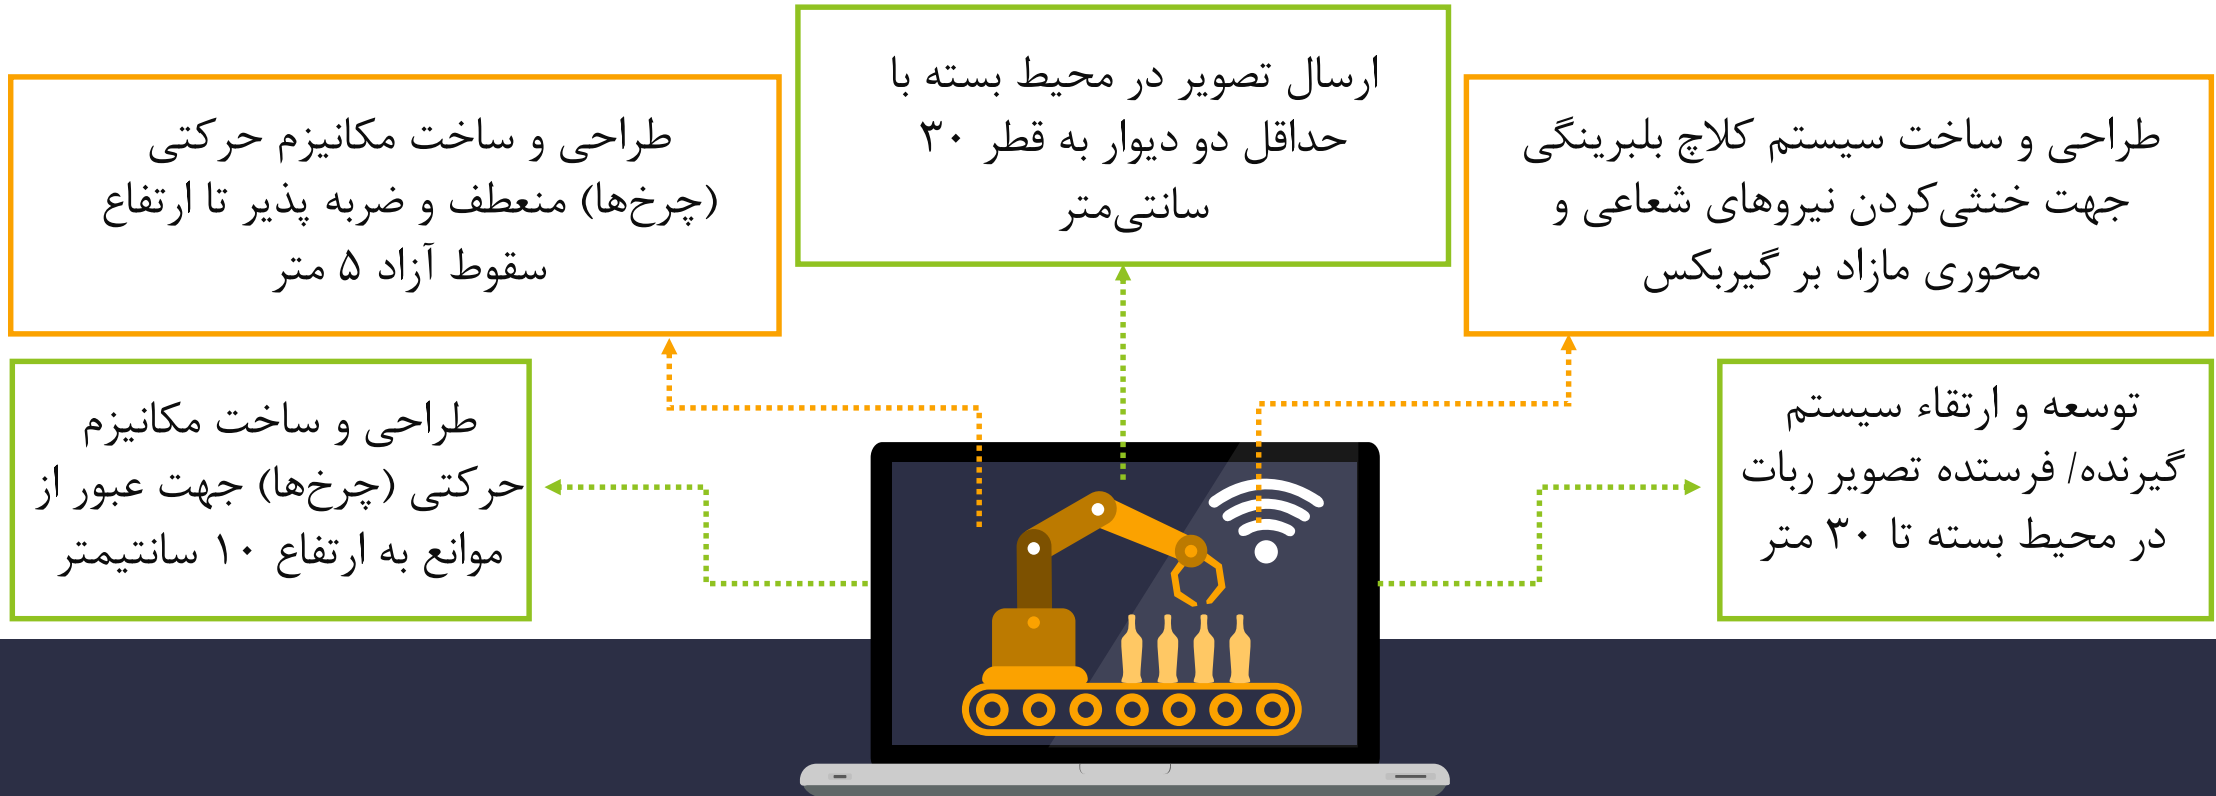 طراحی و ساخت سیستم کلاچ بلبرینگی
جهت خنثی‌کردن نیروهای شعاعی و
محوری مازاد بر گیربکس
ارسال تصویر در محیط بسته با
حداقل دو دیوار به قطر ۳۰
سانتی‌متر
طراحی و ساخت مکانیزم حرکتی
(چرخ‌ها) منعطف و ضربه پذیر تا ارتفاع
سقوط آزاد ۵ متر
توسعه و ارتقاء سیستم
گیرنده/ فرستده تصویر ربات
در محیط بسته تا ۳۰ متر
طراحی و ساخت مکانیزم
حرکتی (چرخ‌ها) جهت عبور از
موانع به ارتفاع ۱۰ سانتیمتر